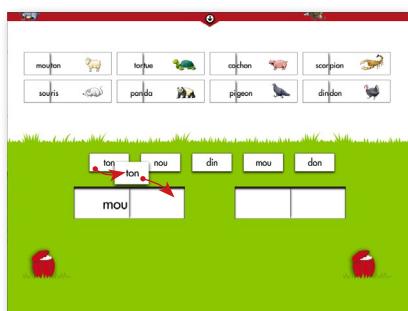 mouton tortue cochon scorpion
souris panda pigeon dindon
ton nou din mou don
ton
mou